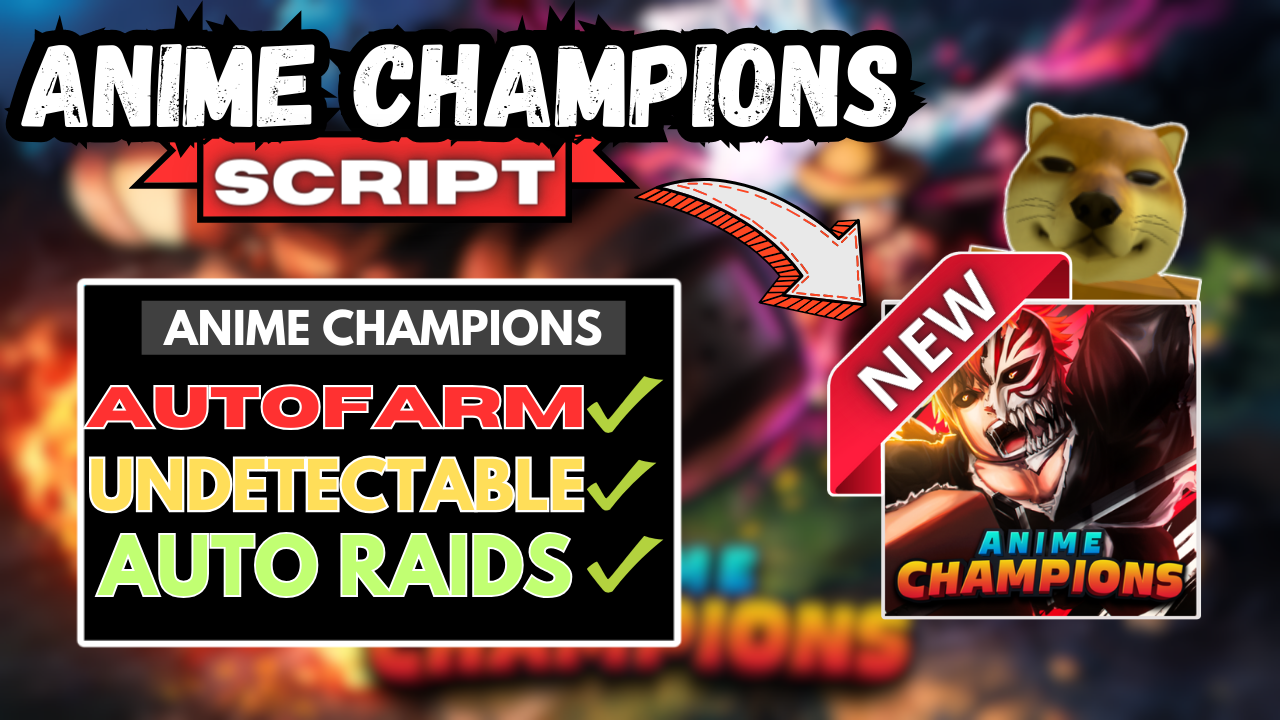 ANIME CHAMPIONS
SCRIPT
NEW
ANIME CHAMPIONS
AUTOFARM
UNDETECTABLE
AUTO RAIDS
ANIME
CHAMPIONS